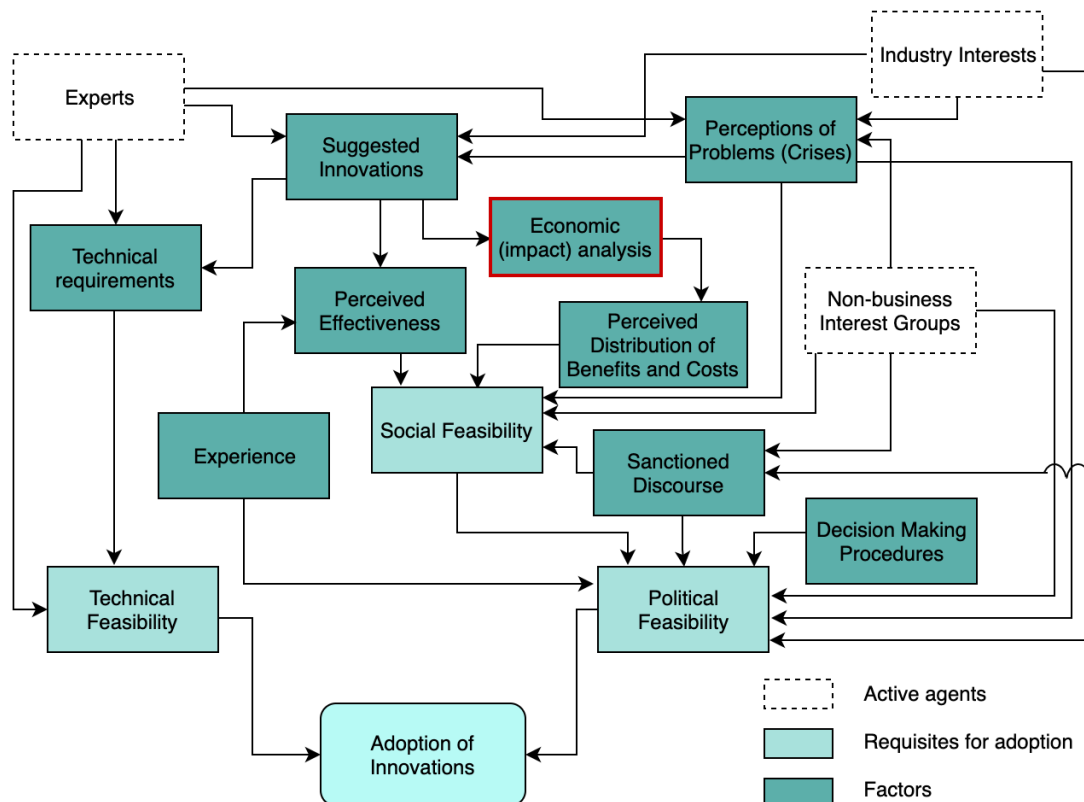 Industry Interests
Experts
Suggested
Innovations
Perceptions of
Problems (Crises)
Economic
(impact) analysis
Technical
requirements
Perceived
Effectiveness
Non-business
Interest Groups
Perceived
Distribution of
Benefits and Costs
Social Feasibility
Experience
Sanctioned
Discourse
Decision Making
Procedures
Technical
Feasibility
Political
Feasibility
Adoption of
Innovations
Active agents
Requisites for adoption
Factors